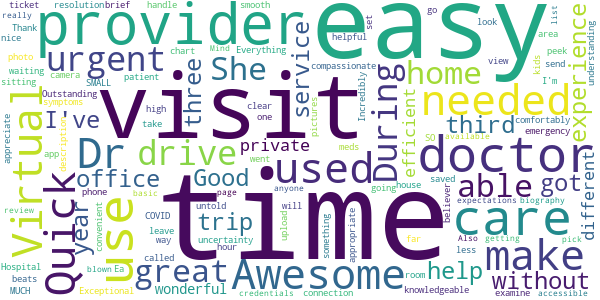 ticket
resolution
brief
really
Thank
nice
handle
smooth
provider
easy
go
set
look
area
list
waiting
photo
sitting
urgent
chart
Everything
Mind
She
three
service
helpful
compassionate
view
peek
send
kids
understanding
camera
patient
home
I'm
experience
Outstanding
SMALL
symptoms
visit
high
clear
one
take
Incredibly
pictures
During
efficient
needed
comfortably
emergency
Virtual
I've
year
Dr
drive
private
meds
third
50
available
different
appreciate
description
app
office
Good
went
used
doctor
phone
basic
page
anyone
going
house
saved
able
got
Quick
use
convenient
review
COVID
untold
trip
hour
will
time
believer
expectations
biography
care
leave
uncertainty
way
called
upload
something
appropriate
Also
less
getting
pick
Hospital
beats
MUCH
blown
Ea
Exceptional
great
wonderful
Awesome
credentials
connection
far
room
help
knowledgeable
make
without
examine
accessible